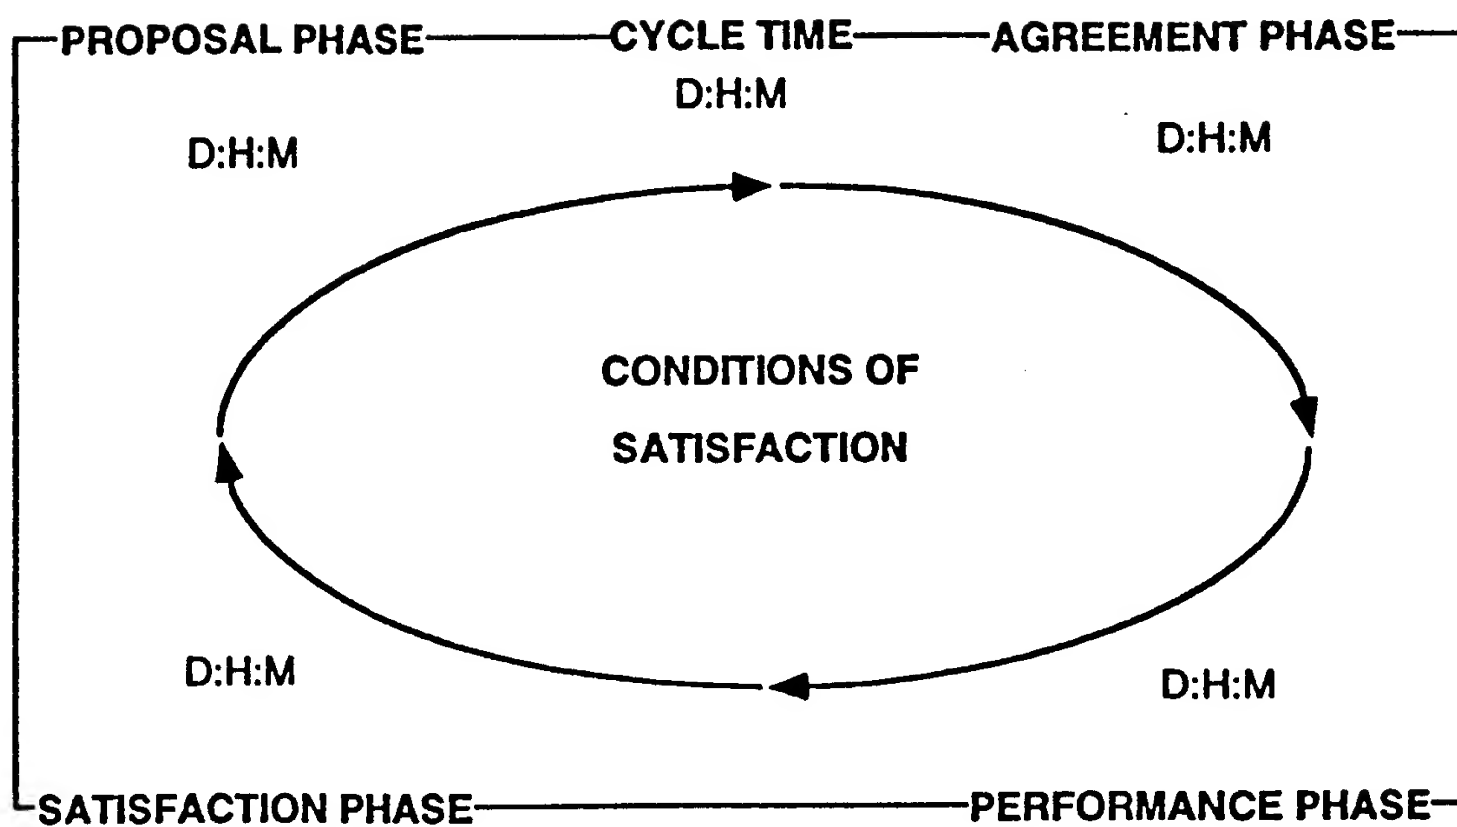 PROPOSAL PHASE CYCLE TIME AGREEMENT PHASE
D:H:M
D:H:M D:H:M
CONDITIONS OF
SATISFACTION
D:H:M D:H:M
SATISFACTION PHASE PERFORMANCE PHASE